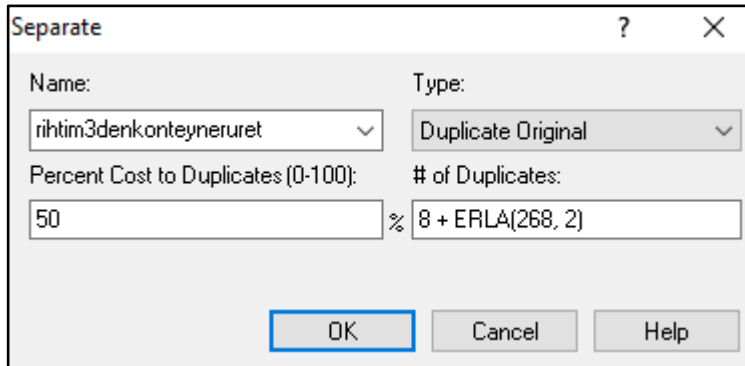 Separate ? X
Name: Type:
rihtim3denkonteyneruret Duplicate Original
Percent Cost to Duplicates (0-100): # of Duplicates:
50 % 8 + ERLA(268, 2)
OK Cancel Help